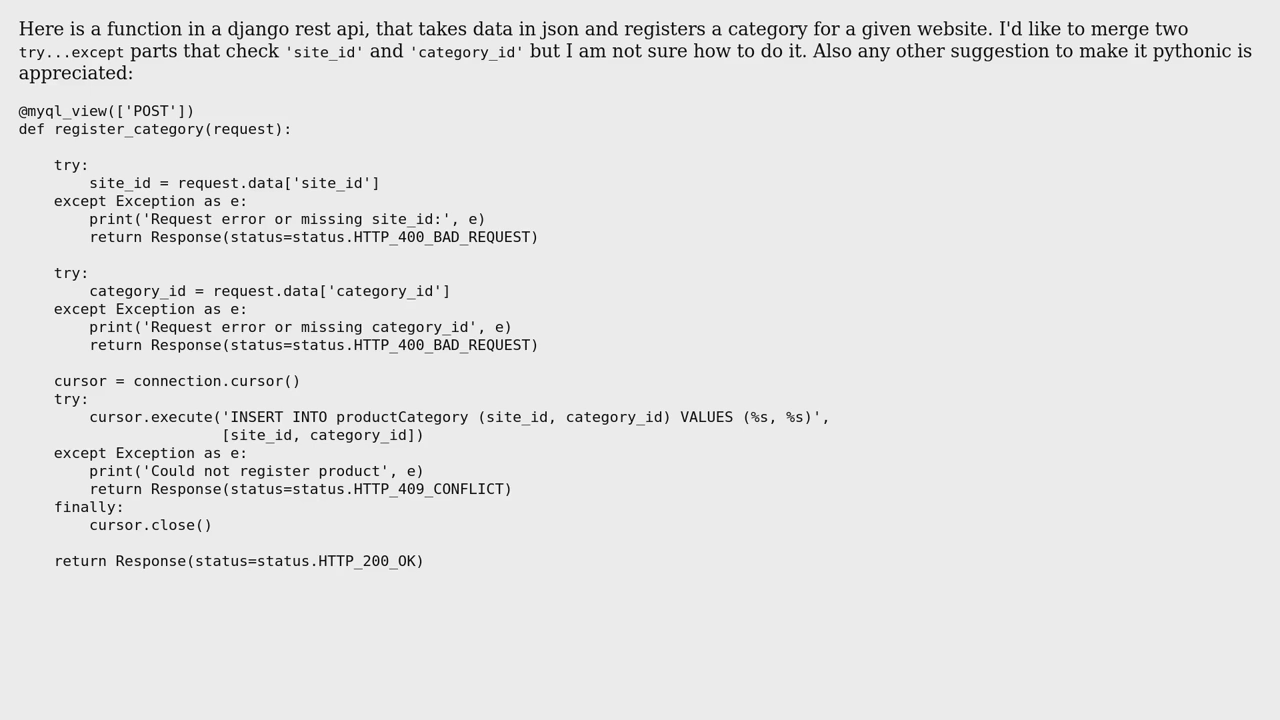 Here is a function in a django rest api, that takes data in json and registers a category for a given website. I'd like to merge two
try...except parts that check 'site_id' and 'category_id' but I am not sure how to do it. Also any other suggestion to make it pythonic is
appreciated:
@myql_view(['POST'])
def register_category(request):
    try:
        site_id = request.data['site_id']
    except Exception as e:
        print('Request error or missing site_id:', e)
        return Response(status=status.HTTP_400_BAD_REQUEST)
    try:
        category_id = request.data['category_id']
    except Exception as e:
        print('Request error or missing category_id', e)
        return Response(status=status.HTTP_400_BAD_REQUEST)
    cursor = connection.cursor()
    try:
        cursor.execute('INSERT INTO productCategory (site_id, category_id) VALUES (%s, %s)',
                       [site_id, category_id])
    except Exception as e:
        print('Could not register product', e)
        return Response(status=status.HTTP_409_CONFLICT)
    finally:
        cursor.close()
    return Response(status=status.HTTP_200_OK)